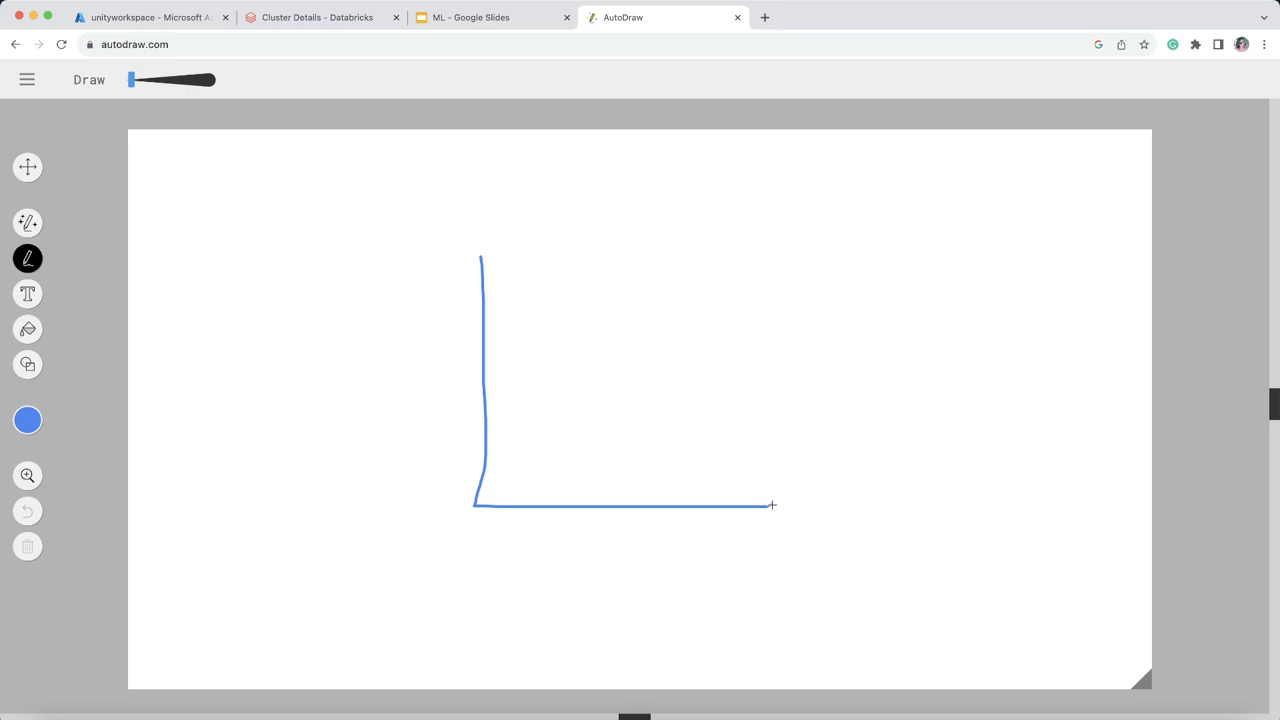 unityworkspace - Microsoft A
Cluster Details - Databricks
ML - Google Slides
AutoDraw
autodraw.com
Draw